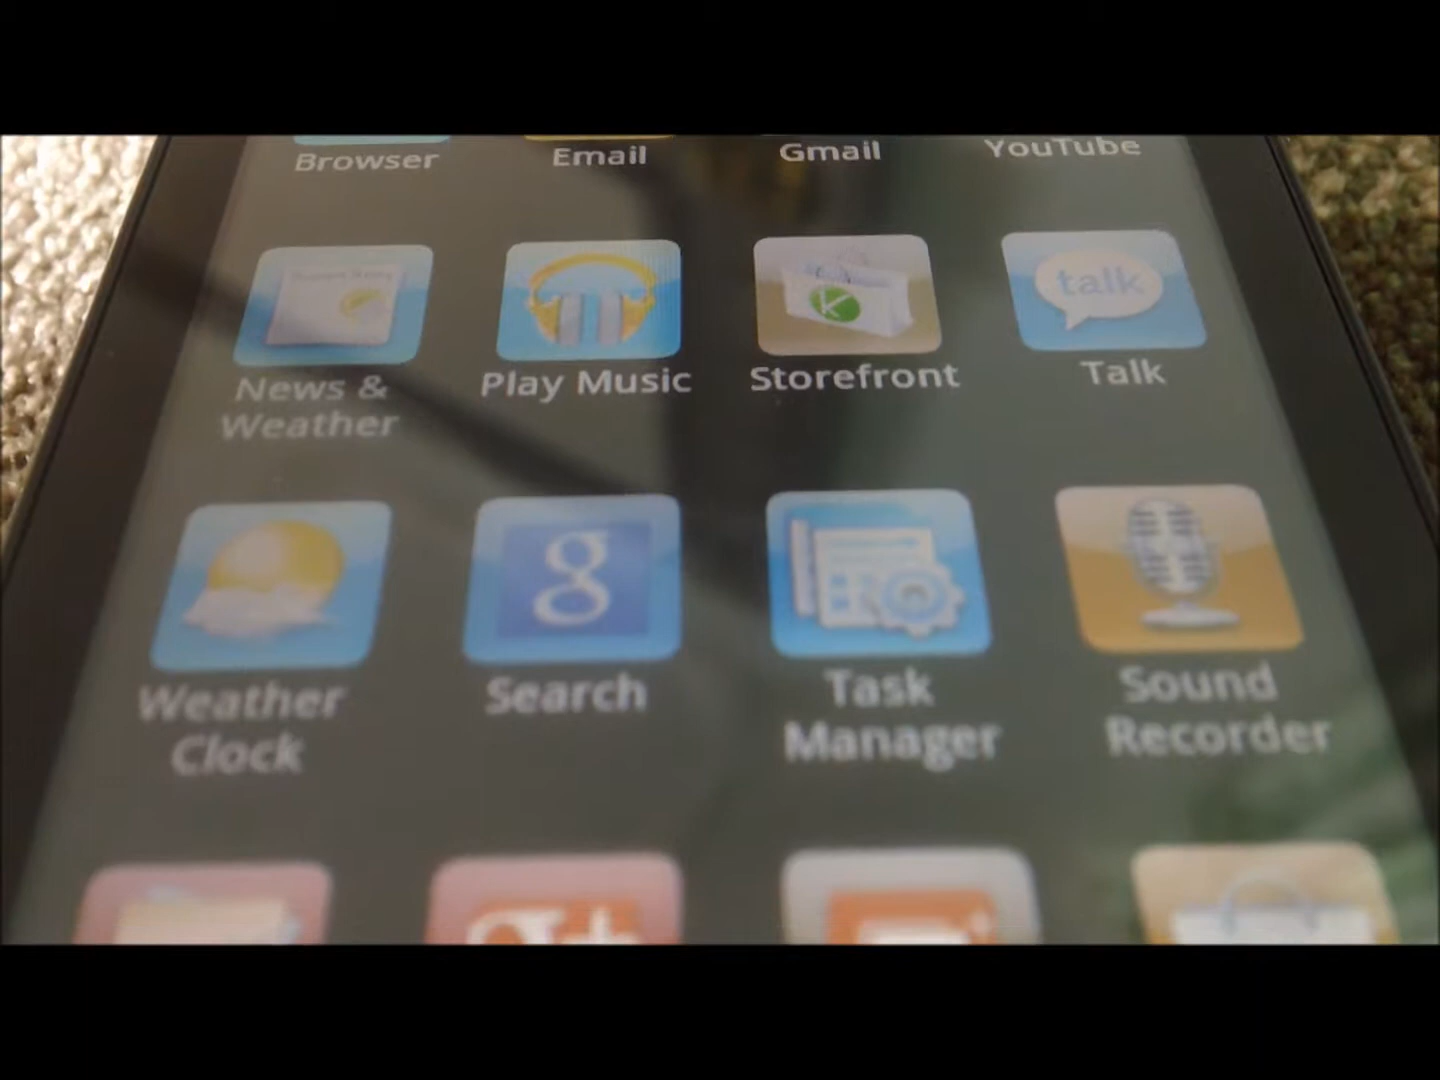 Browser Email Gmail YouTube
talk
K
News & Play Music Storefront Talk
Weather
g
Weather Search Task Sound
Clock Manager Recorder
g+